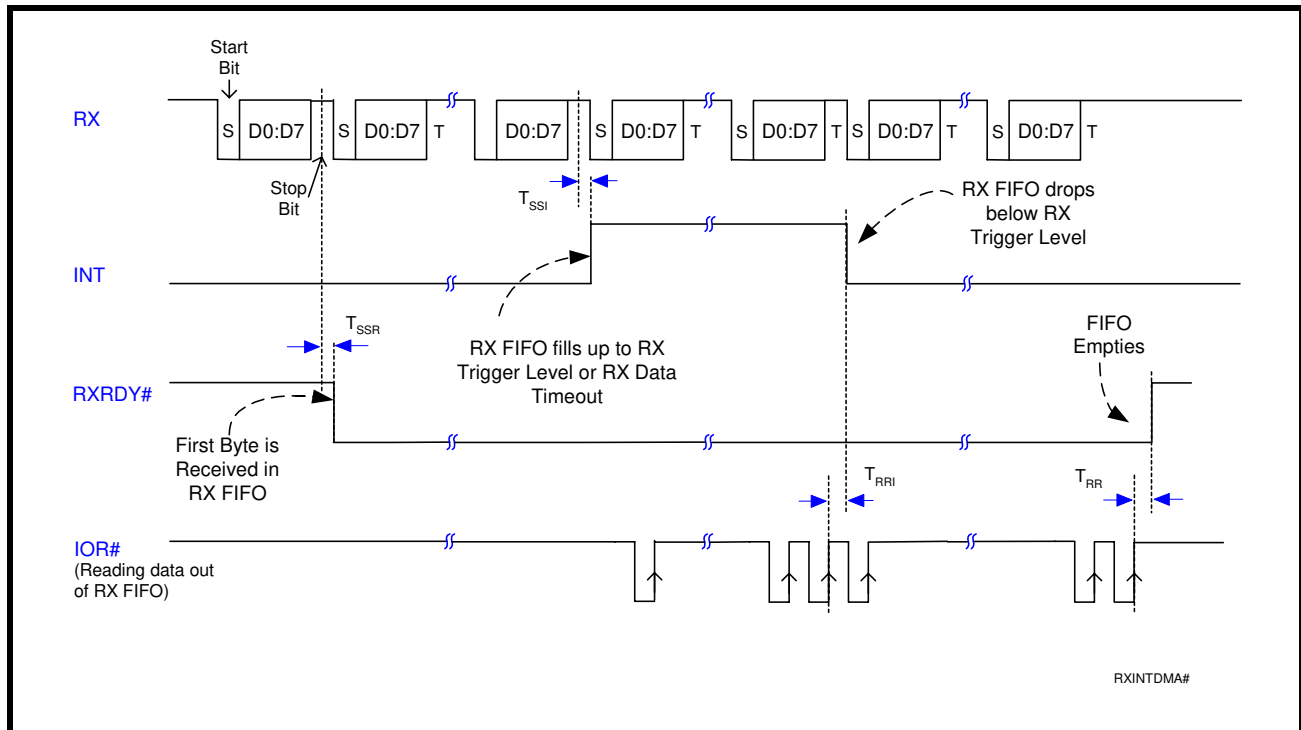 Start
Bit
RX
S D0:D7 S D0:D7 T D0:D7 S D0:D7 T S D0:D7 T S D0:D7 T S D0:D7 T
Stop
Bit
TSSI
RX FIFO drops
below RX
Trigger Level
INT
TSSR
RX FIFO fills up to RX
Trigger Level or RX Data
Timeout
FIFO
Empties
RXRDY#
First Byte is
Received in
RX FIFO
TRRI
TRR
IOR#
(Reading data out
of RX FIFO)
RXINTDMA#